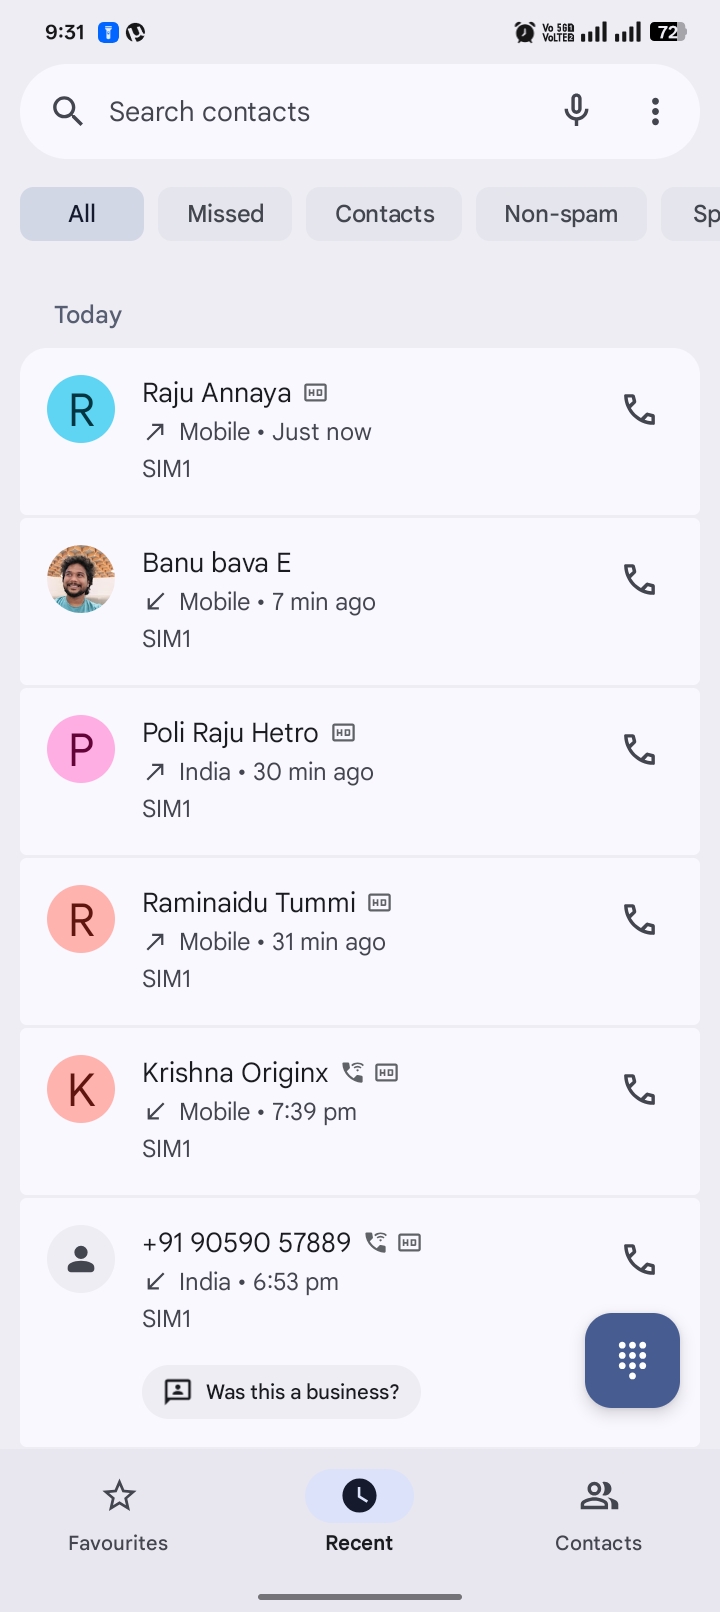 9:31
Vo 5G D
VoLTE 2
72
Search contacts
All
Missed
Contacts
Non-spam
Sp
Today
R
Raju Annaya HD
Mobile • Just now
SIM1
Banu bava E
Mobile • 7 min ago
SIM1
P
Poli Raju Hetro HD
India • 30 min ago
SIM1
R
Raminaidu Tummi HD
Mobile • 31 min ago
SIM1
K
Krishna Originx HD
Mobile • 7:39 pm
SIM1
+91 90590 57889 HD
India • 6:53 pm
SIM1
Was this a business?
Favourites
Recent
Contacts